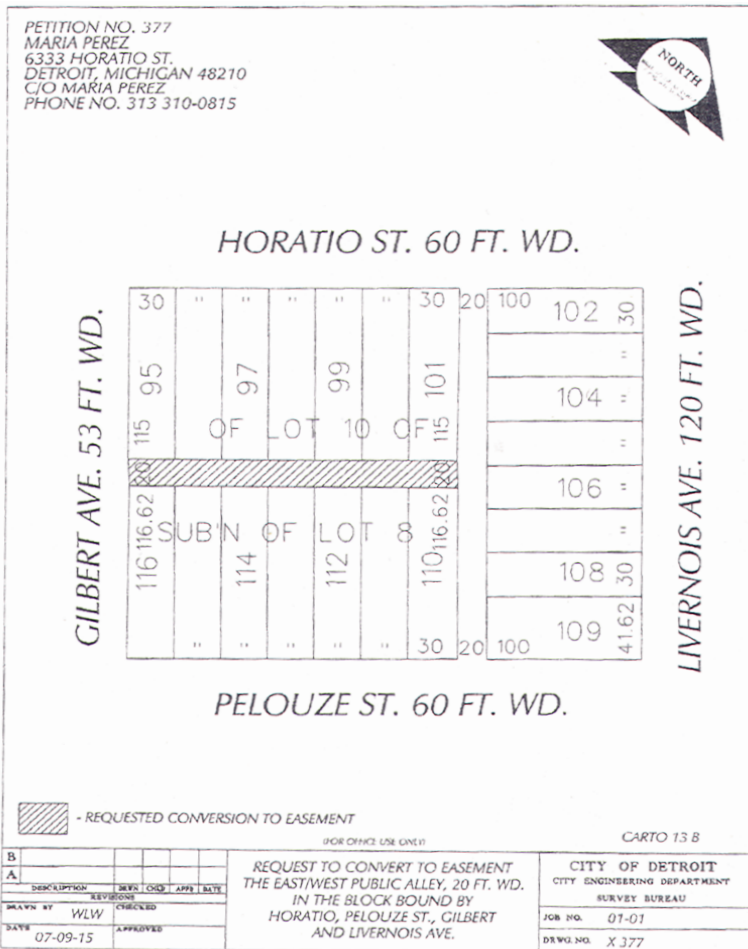 PETITION NO. 377
MARIA PEREZ
6333 HORATIO ST.
DETROIT, MICHIGAN 48210
C/O MARIA PEREZ
PHONE NO. 313 310-0815
NORTH
HORATIO ST. 60 FT. WD.
GILBERT AVE. 53 FT. WD.
LIVERNOIS AVE. 120 FT. WD.
30 " " " " " 30 20 100 102 30
"
95 97 99 101
104 "
115 OF LOT 10 OF 115
"
20 20
106 "
116.62 116.62
SUB'N OF LOT 8
"
116 114 112 110
108 30
109 41.62
" " " " " 30 20 100
PELOUZE ST. 60 FT. WD.
- REQUESTED CONVERSION TO EASEMENT
(FOR OFFICE USE ONLY)
CARTO 13 B
B
A
DESCRIPTION DRWN CHKD APPR DATE
REVISIONS
DRAWN BY WLW
CHECKED
DATE 07-09-15
APPROVED
REQUEST TO CONVERT TO EASEMENT
THE EAST/WEST PUBLIC ALLEY, 20 FT. WD.
IN THE BLOCK BOUND BY
HORATIO, PELOUZE ST., GILBERT
AND LIVERNOIS AVE.
CITY OF DETROIT
CITY ENGINEERING DEPARTMENT
SURVEY BUREAU
JOB NO. 01-01
DRWG. NO. X 377